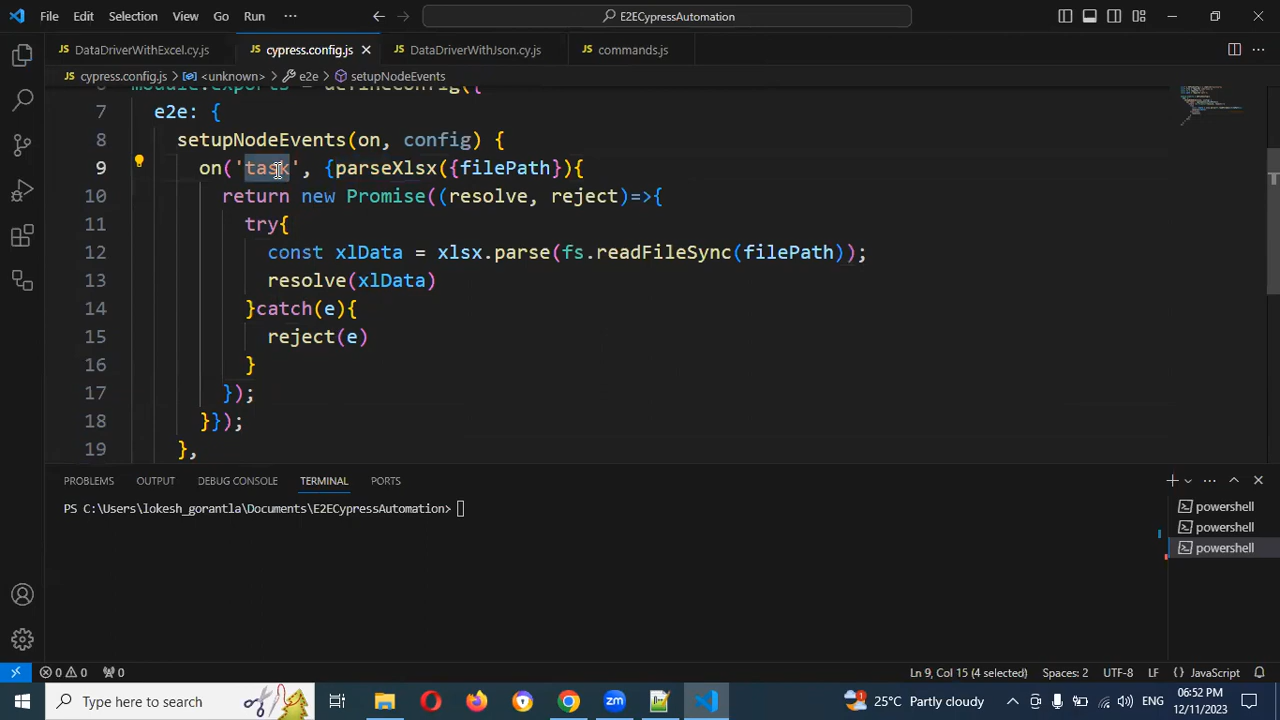 File Edit Selection View Go Run ··· E2ECypressAutomation
DataDriverWithExcel.cy.js cypress.config.js DataDriverWithJson.cy.js commands.js
cypress.config.js > <unknown> > e2e > setupNodeEvents
6 module.exports = defineConfig({
7 e2e: {
8 setupNodeEvents(on, config) {
9 on('task', {parseXlsx({filePath}){
10 return new Promise((resolve, reject)=>{
11 try{
12 const xlData = xlsx.parse(fs.readFileSync(filePath));
13 resolve(xlData)
14 }catch(e){
15 reject(e)
16 }
17 });
18 }});
19 },
PROBLEMS OUTPUT DEBUG CONSOLE TERMINAL PORTS
PS C:\Users\lokesh_gorantla\Documents\E2ECypressAutomation>
powershell
powershell
powershell
0 0 0 Ln 9, Col 15 (4 selected) Spaces: 2 UTF-8 LF {} JavaScript
Type here to search zm 25°C Partly cloudy ENG 06:52 PM
12/11/2023